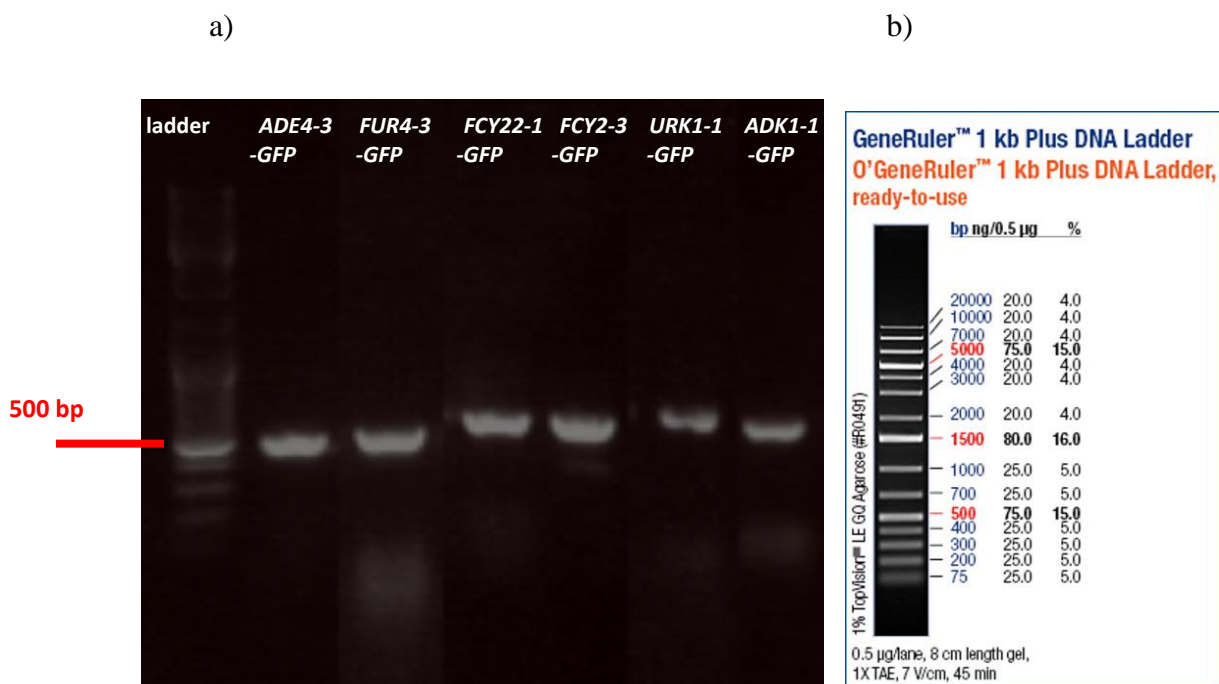 a)
b)
ladder
ADE4-3 -GFP
FUR4-3 -GFP
FCY22-1 -GFP
FCY2-3 -GFP
URK1-1 -GFP
ADK1-1 -GFP
500 bp
GeneRuler™ 1 kb Plus DNA Ladder
O'GeneRuler™ 1 kb Plus DNA Ladder,
ready-to-use
bp ng/0.5 µg %
20000 20.0 4.0
10000 20.0 4.0
7000 20.0 4.0
5000 75.0 15.0
4000 20.0 4.0
3000 20.0 4.0
2000 20.0 4.0
1500 80.0 16.0
1000 25.0 5.0
700 25.0 5.0
500 75.0 15.0
400 25.0 5.0
300 25.0 5.0
200 25.0 5.0
75 25.0 5.0
1% TopVision™ LE GQ Agarose (#R0491)
0.5 µg/lane, 8 cm length gel,
1X TAE, 7 V/cm, 45 min